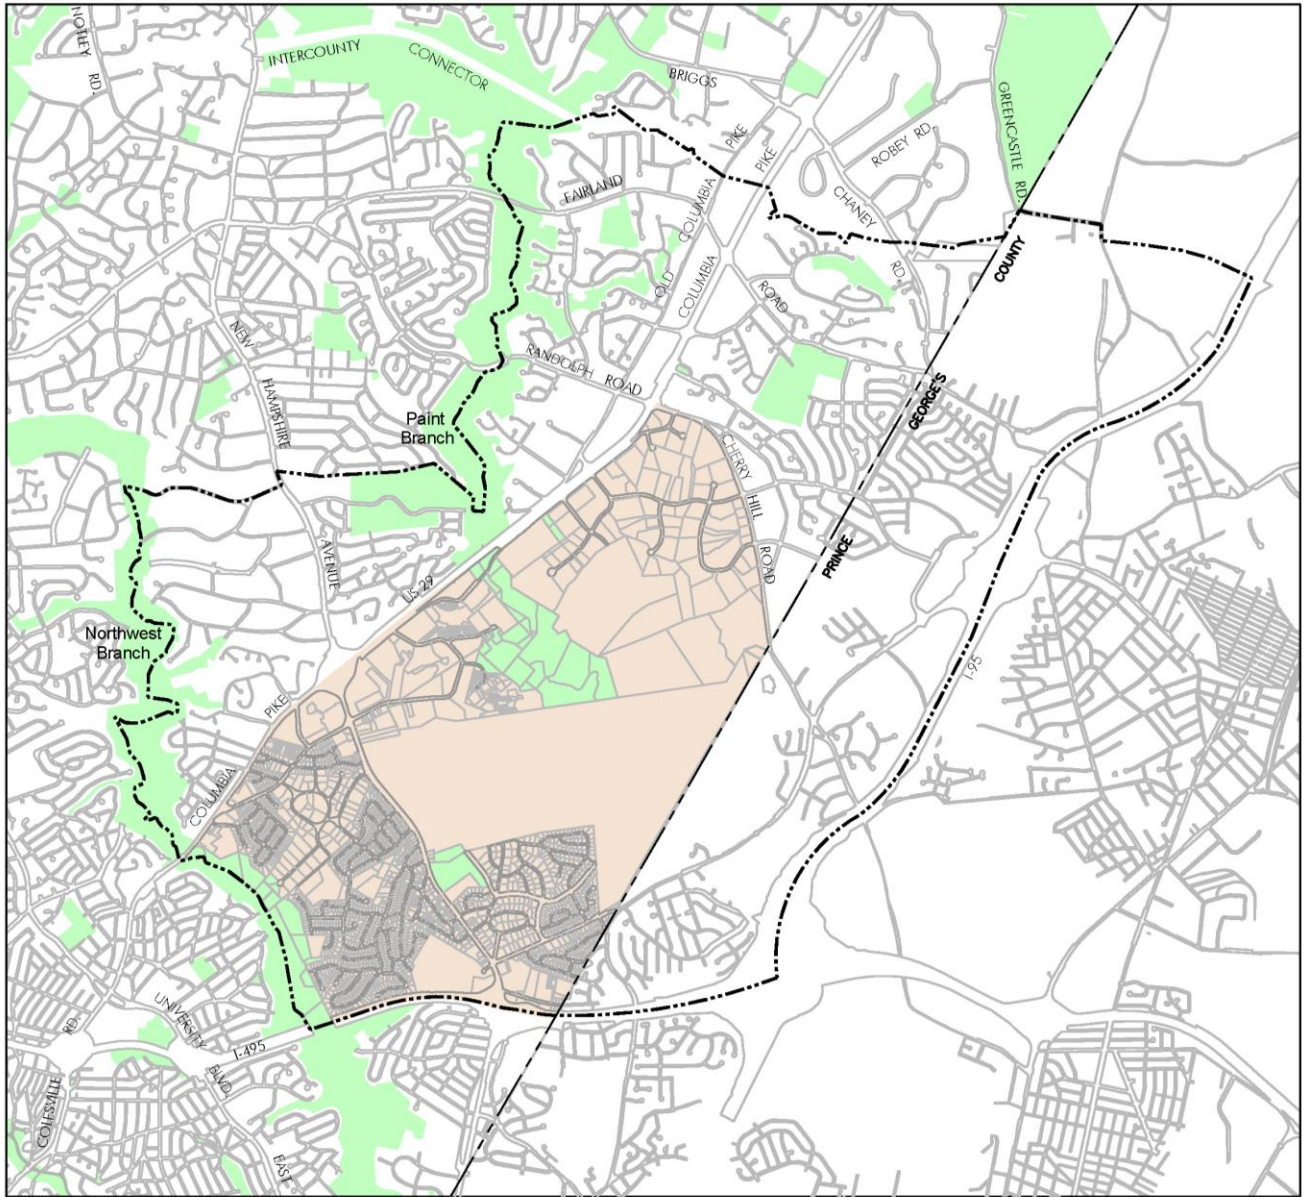 NOTLEY RD.
INTERCOUNTY CONNECTOR
BRIGGS
GREENCASTLE RD.
PIKE
PIKE
ROBEY RD.
FAIRLAND
CHANEY
RD.
OLD COLUMBIA
COLUMBIA
COUNTY
ROAD
NEW
HAMPSHIRE
RANDOLPH ROAD
GEORGE'S
Paint
Branch
CHERRY
HILL
ROAD
AVENUE
PRINCE
US 29
Northwest
Branch
I-95
PIKE
COLUMBIA
UNIVERSITY
BLVD.
RD.
I-495
COLESVILLE
EAST